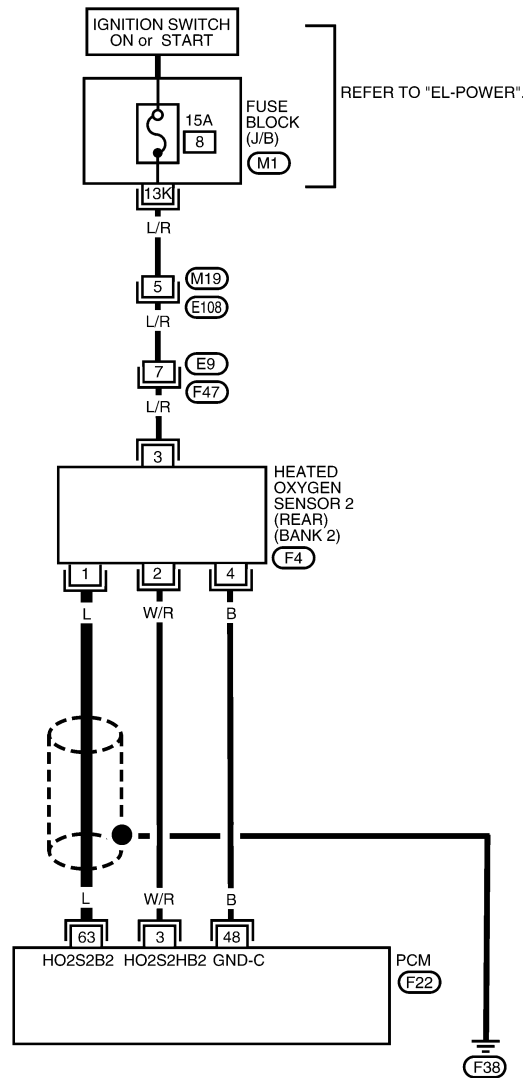 IGNITION SWITCH
ON or START
REFER TO "EL-POWER".
FUSE
BLOCK
(J/B)
15A
8
M1
13K
L/R
5
M19
E108
L/R
7
E9
F47
L/R
3
HEATED
OXYGEN
SENSOR 2
(REAR)
(BANK 2)
F4
1 2 4
L W/R B
L W/R B
63 3 48
HO2S2B2 HO2S2HB2 GND-C
PCM
F22
F38